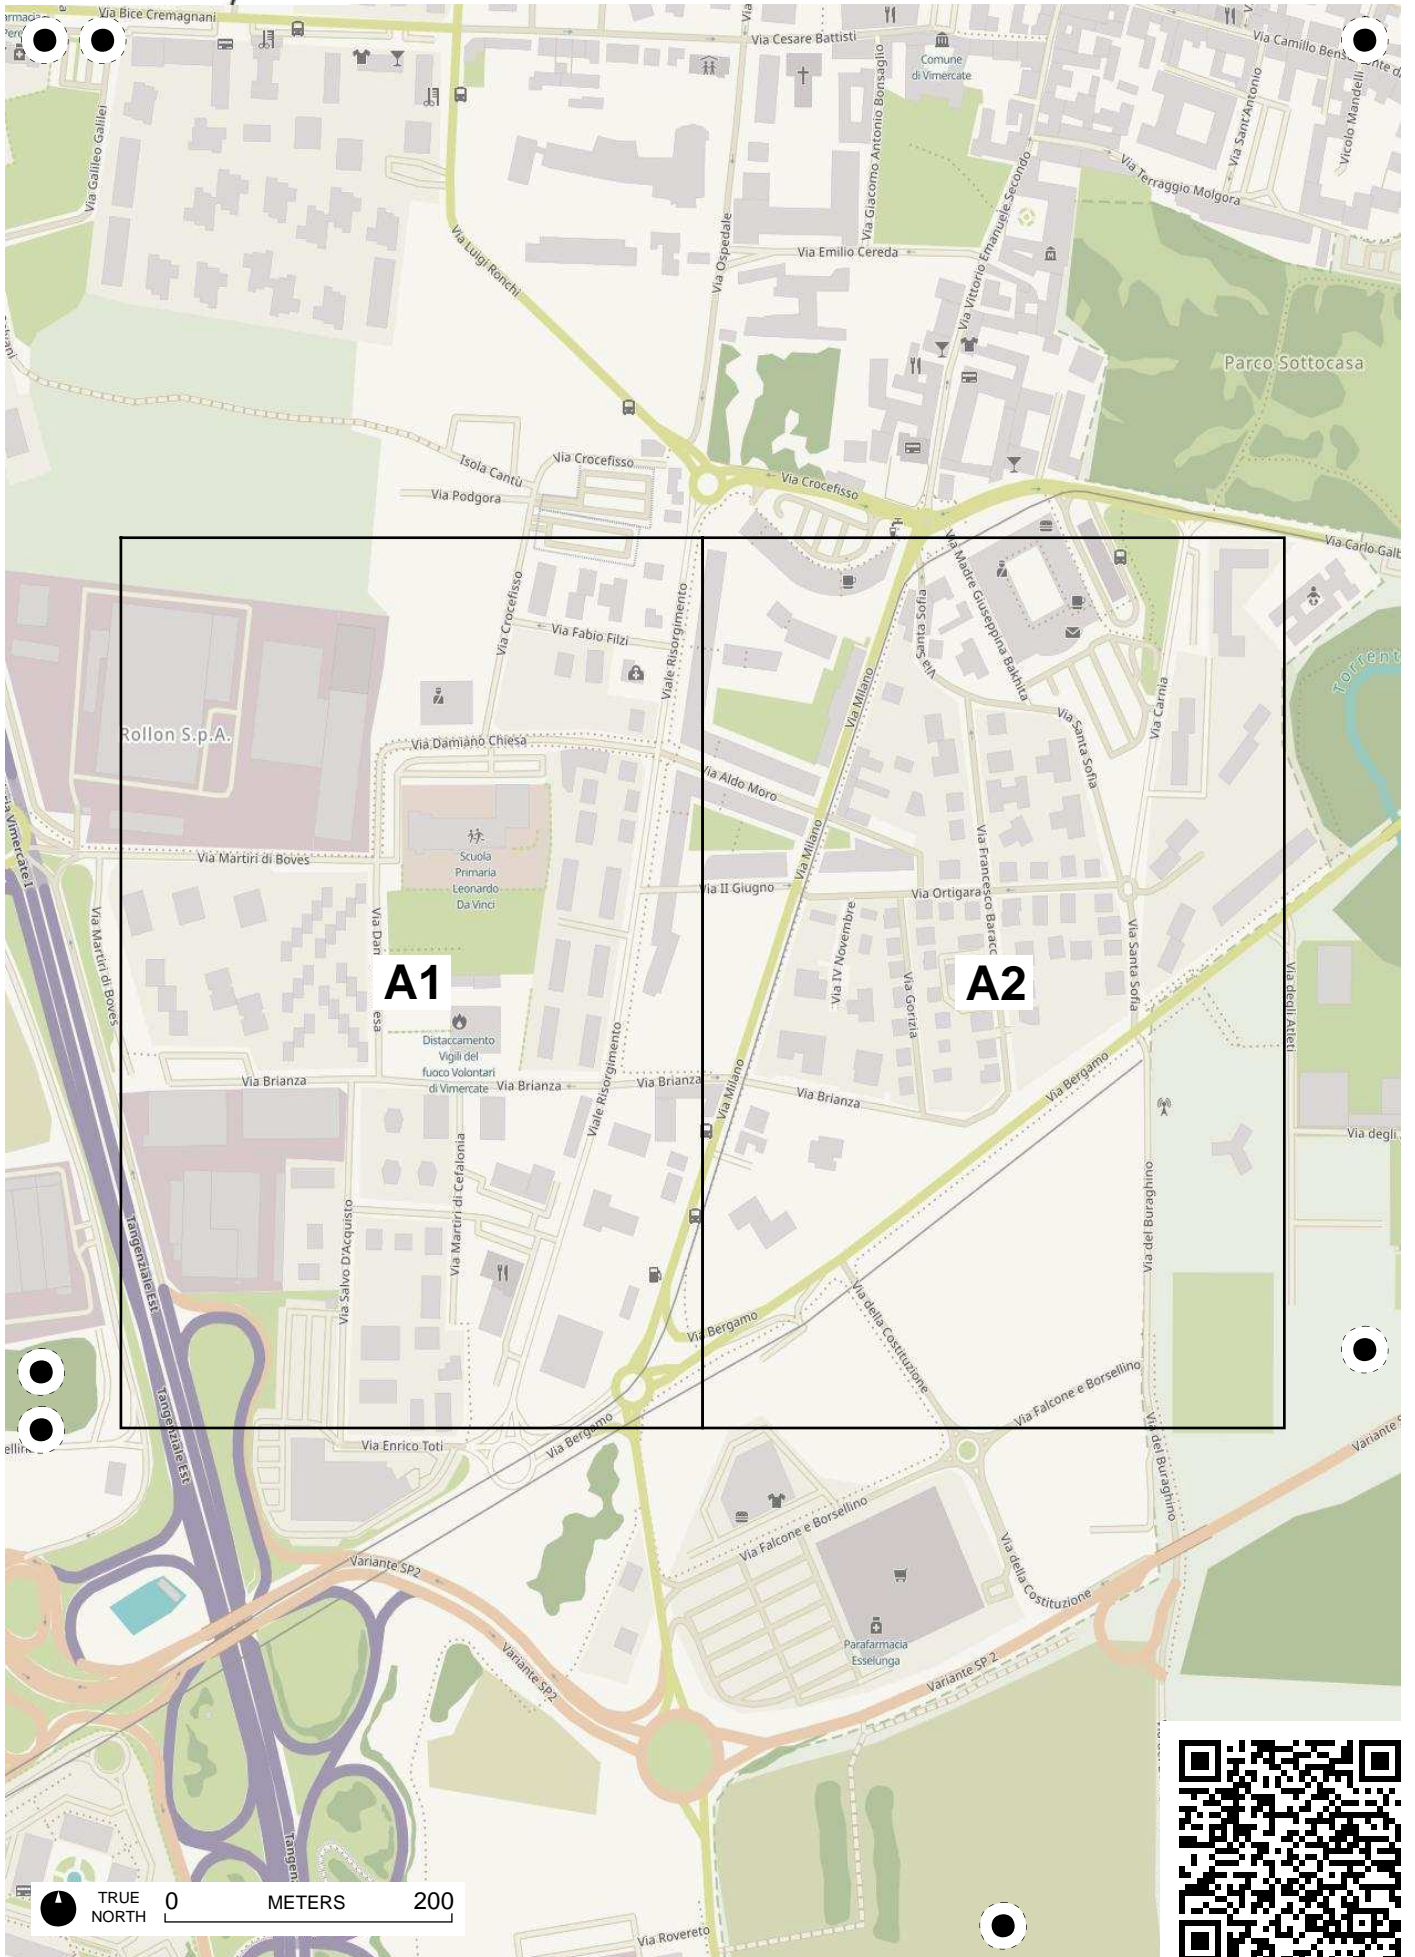 Via Bice Cremagnani
Via Cesare Battisti
Via Camillo Benso
Comune
di Vimercate
Via Galileo Galilei
Via Giacomo Antonio Bonsaglio
Via Sant'Antonio
Vicolo Mandelli
Via Terraggio Molgora
Via Luigi Ronchi
Via Ospedale
Via Emilio Cereda
Via Vittorio Emanuele Secondo
Parco Sottocasa
Isola Cantù
Via Crocefisso
Via Podgora
Via Crocefisso
Via Carlo Galb
Via Crocefisso
Via Fabio Filzi
Viale Risorgimento
Via Santa Sofia
Via Madre Giuseppina Bakhita
Torrent
Via Milano
Via Santa Sofia
Via Carnia
Rollon S.p.A.
Via Damiano Chiesa
Via Aldo Moro
Via Milano
Via Martiri di Boves
Scuola
Primaria
Leonardo
Da Vinci
Via II Giugno
Via Francesco Baracc
Via Ortigara
Via Martiri di Boves
Via Dam
esa
A1
Via IV Novembre
Via Gorizia
A2
Via Santa Sofia
Via degli Atleti
Distaccamento
Vigili del
fuoco Volontari
di Vimercate
Via Brianza
Via Brianza
Viale Risorgimento
Via Brianza
Via Milano
Via Brianza
Via Bergamo
Via degli
Via Martiri di Cefalonia
Via Salvo D'Acquisto
Via del Buraghino
Tangenziale Est
Via Bergamo
Via della Costituzione
Via Falcone e Borsellino
Tangenziale Est
Via Enrico Toti
Via Bergamo
Via del Buraghino
Variante S
Via Falcone e Borsellino
Variante SP2
Via della Costituzione
Parafarmacia
Esselunga
Variante SP2
Variante SP 2
Tangen
TRUE
NORTH
0 METERS 200
Via Rovereto